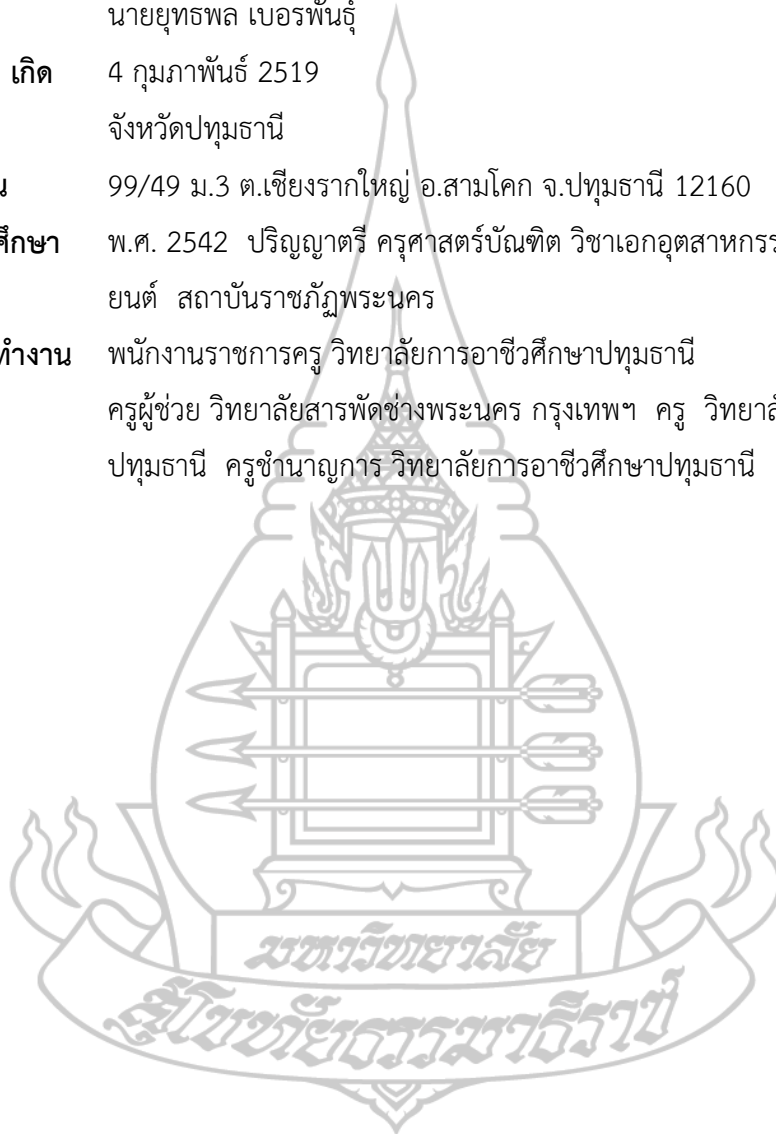 นายยุทธพล เบอรพันธุ์
เกิด 4 กุมภาพันธ์ 2519
จังหวัดปทุมธานี
99/49 ม.3 ต.เชียงรากใหญ่ อ.สามโคก จ.ปทุมธานี 12160
ศึกษา พ.ศ. 2542 ปริญญาตรี ครุศาสตร์บัณฑิต วิชาเอกอุตสาหกรร
ยนต์ สถาบันราชภัฏพระนคร
ทำงาน พนักงานราชการครู วิทยาลัยการอาชีวศึกษาปทุมธานี
ครูผู้ช่วย วิทยาลัยสารพัดช่างพระนคร กรุงเทพฯ ครู วิทยาลั
ปทุมธานี ครูชำนาญการ วิทยาลัยการอาชีวศึกษาปทุมธานี
มหาวิทยาลัย
สุโขทัยธรรมาธิราช